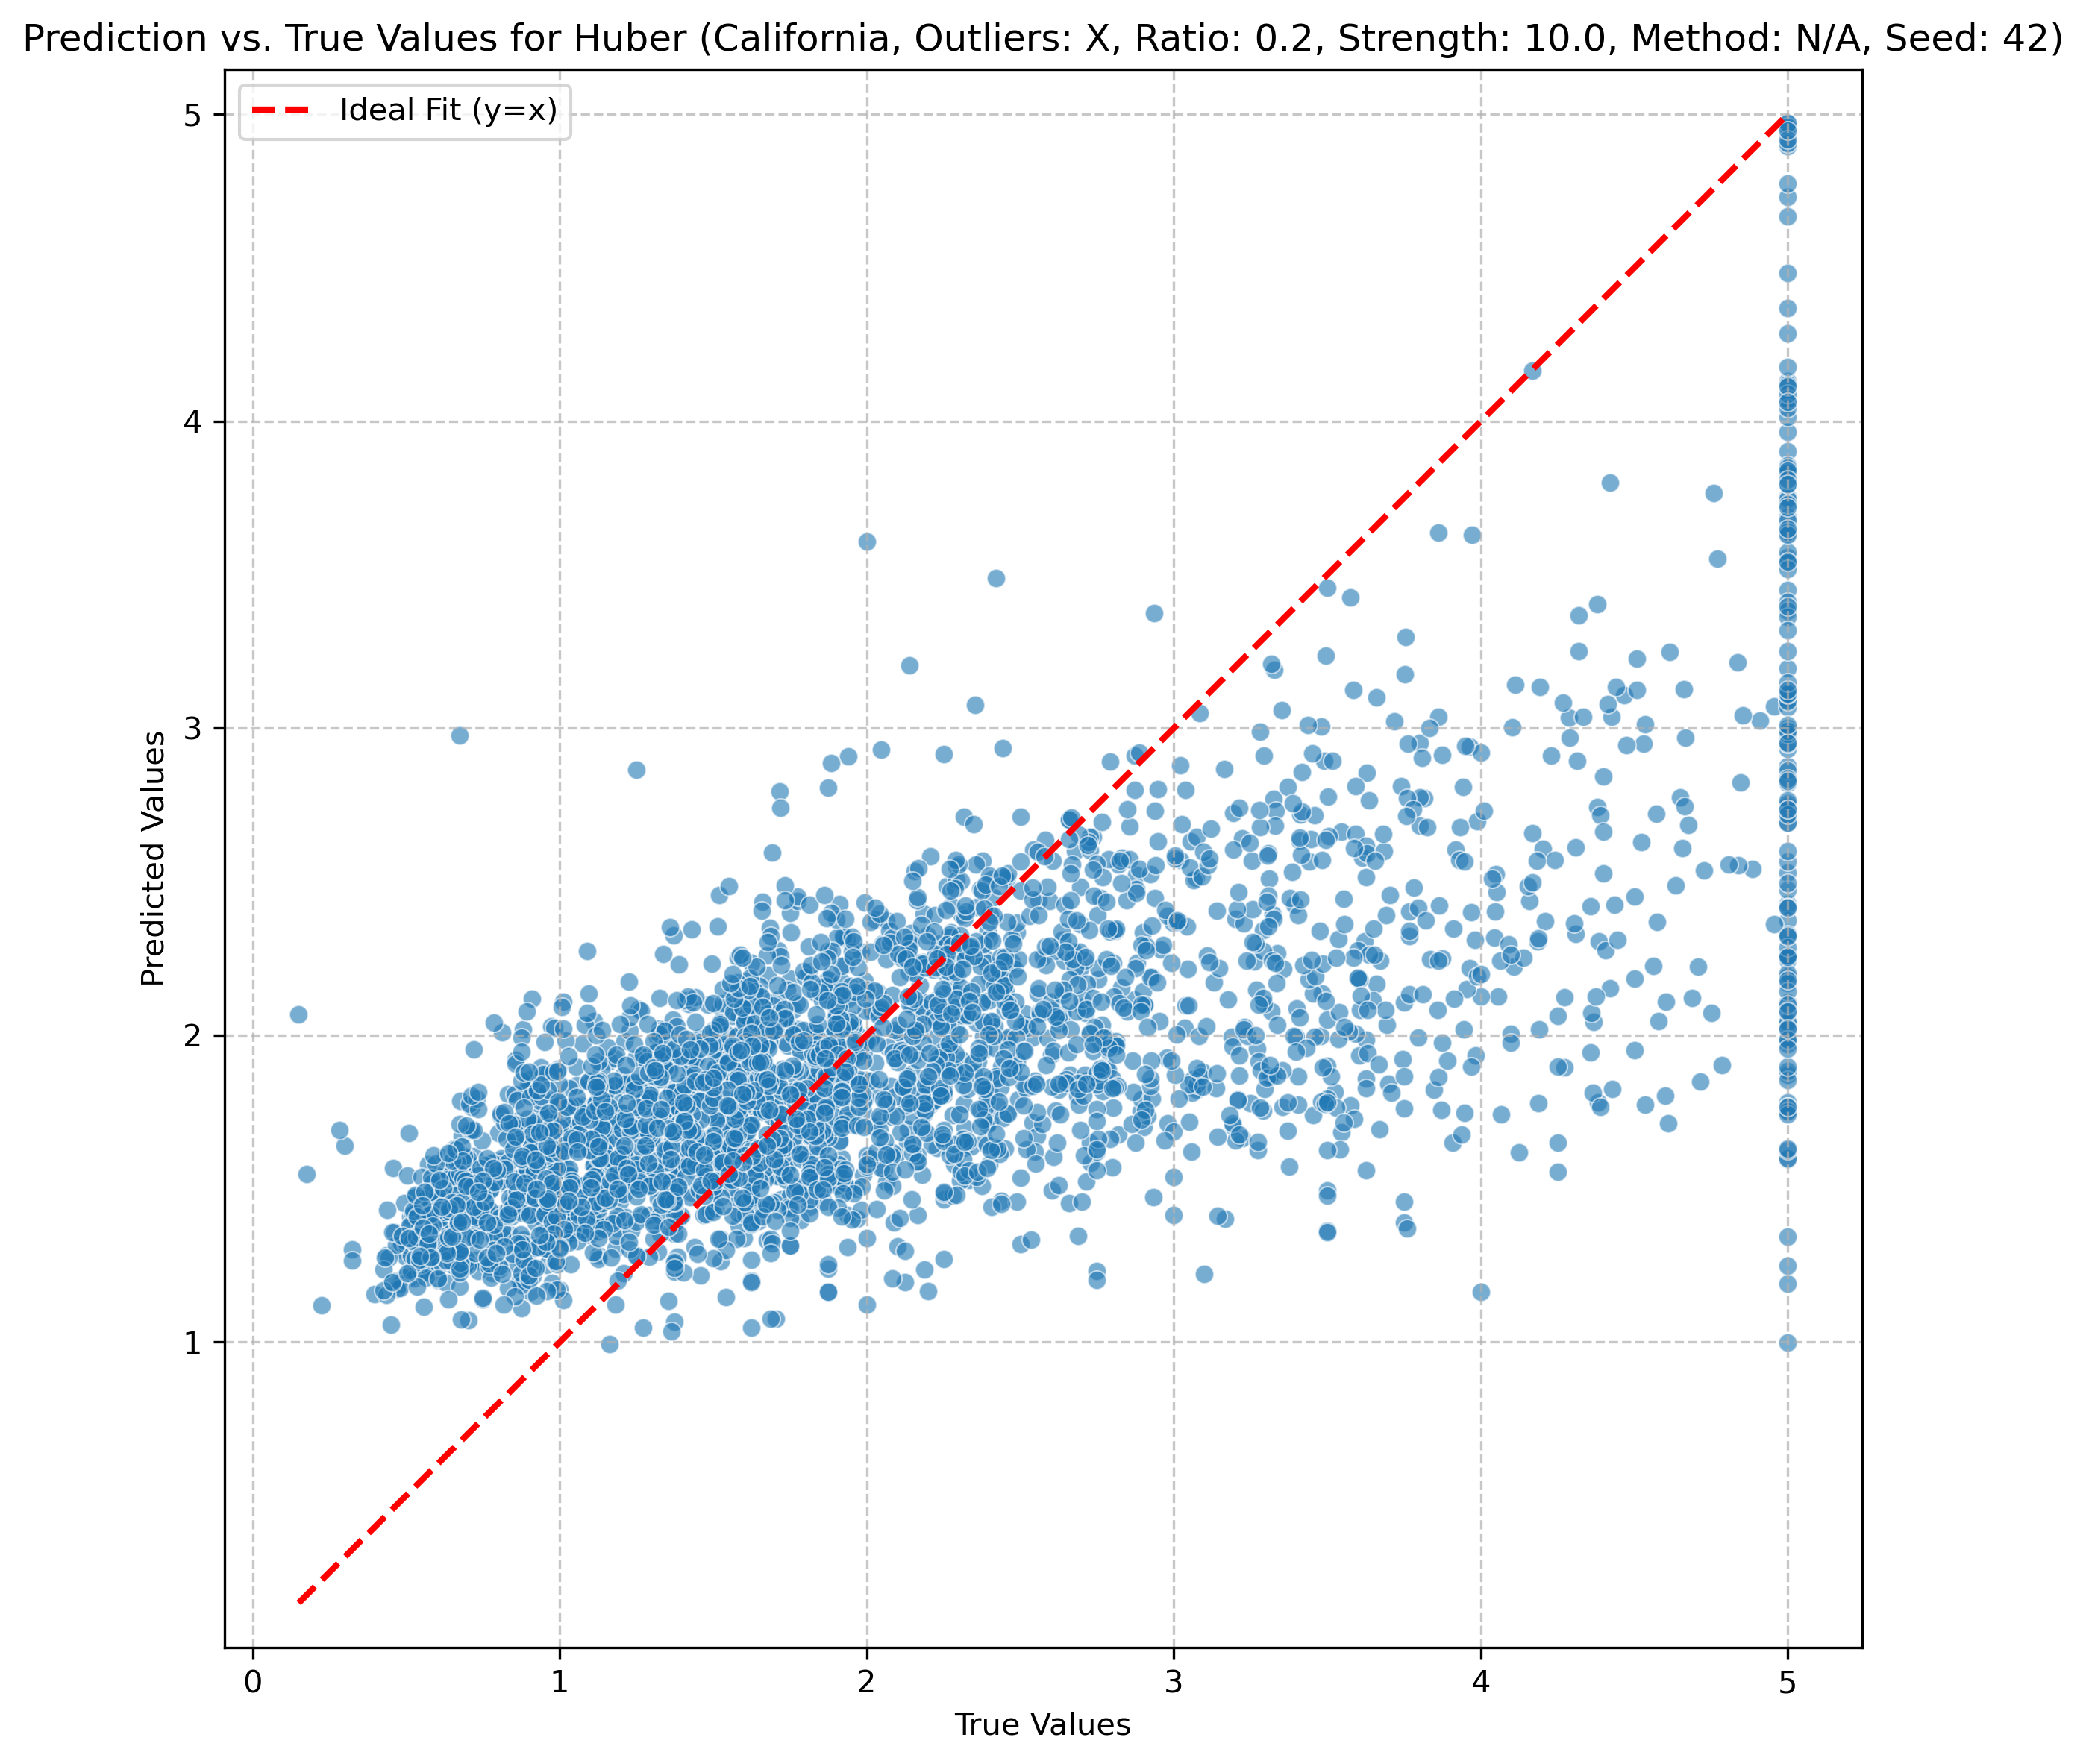 Prediction vs. True Values for Huber (California, Outliers: X, Ratio: 0.2, Strength: 10.0, Method: N/A, Seed: 42)
Ideal Fit (y=x)
5
4
3
2
1
Predicted Values
0 1 2 3 4 5
True Values